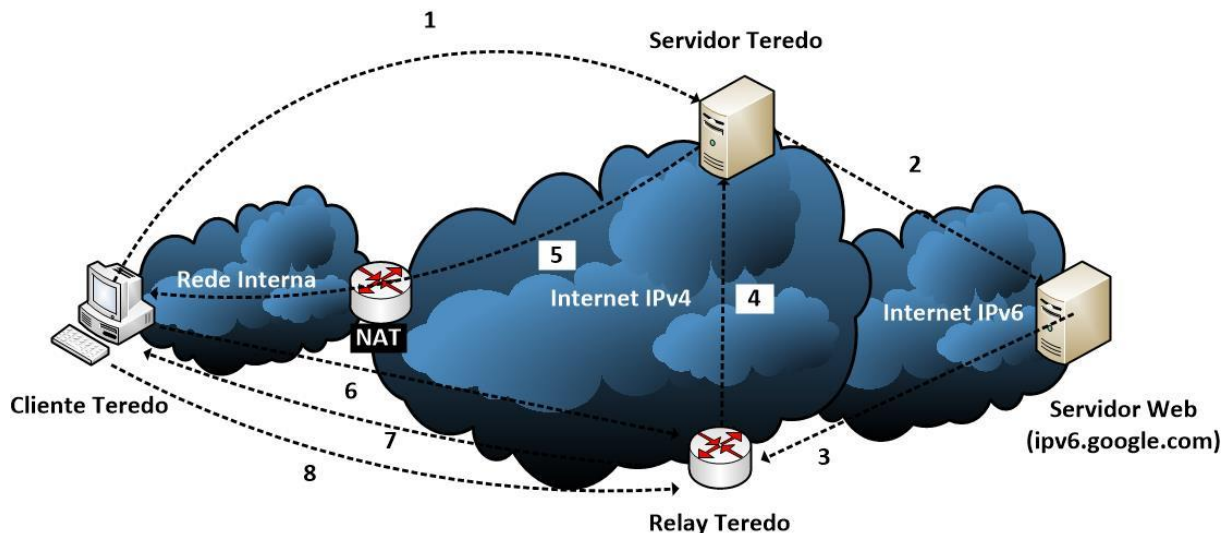 1
Servidor Teredo
2
5
Rede Interna
Internet IPv4
4
Internet IPv6
NAT
6
Cliente Teredo
7
3
Servidor Web
(ipv6.google.com)
8
Relay Teredo